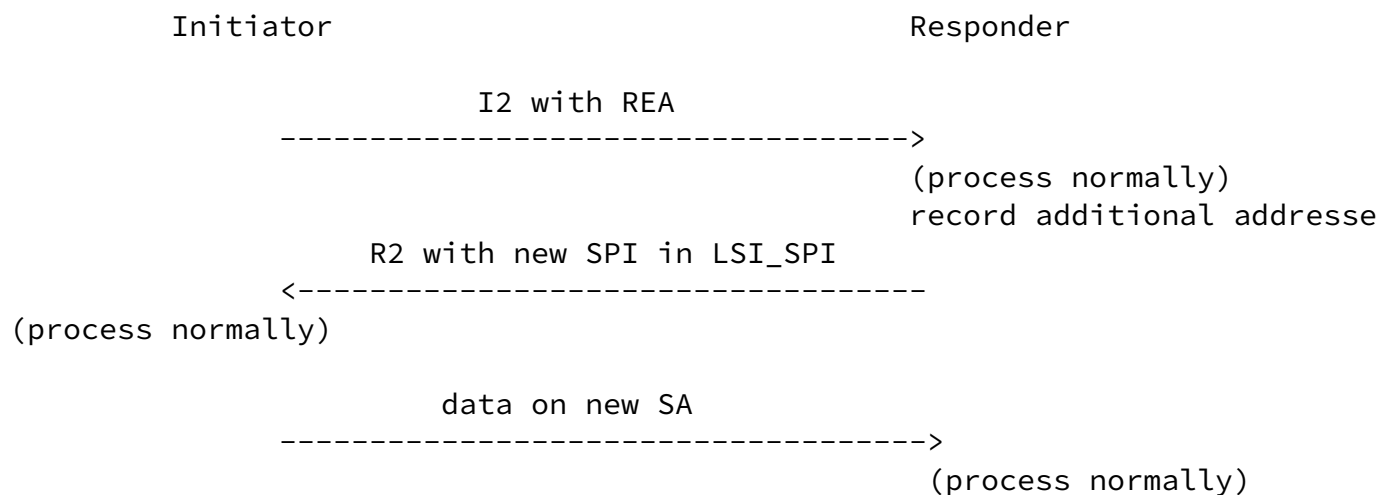 Initiator Responder
I2 with REA
----------------------------------->
(process normally)
record additional addresse
R2 with new SPI in LSI_SPI
<-----------------------------------
(process normally)
data on new SA
------------------------------------>
(process normally)